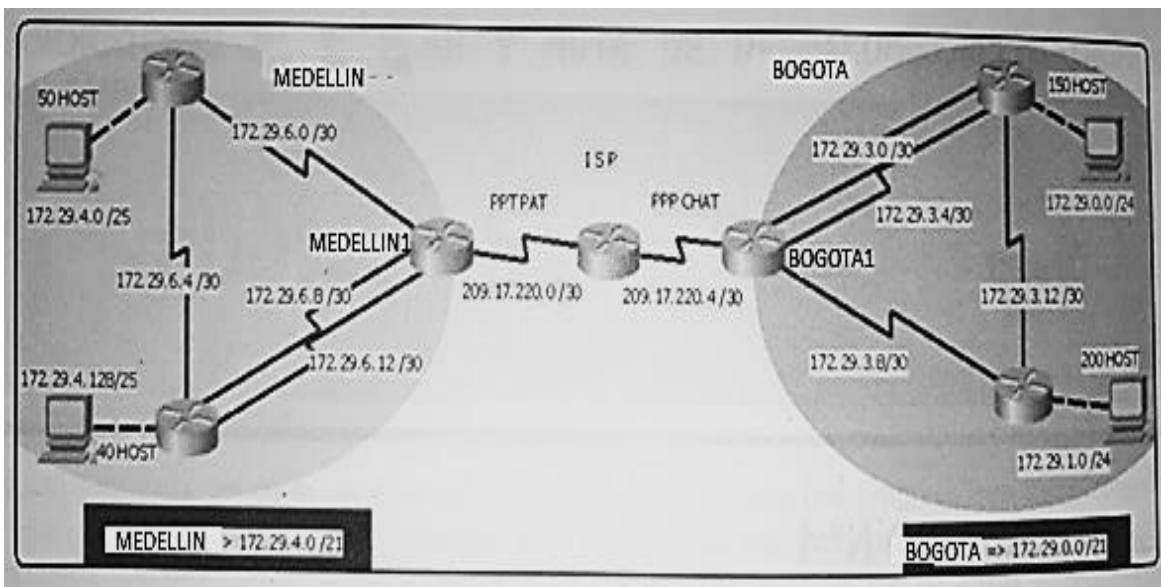 MEDELLIN - -
BOGOTA
50 HOST
150 HOST
172.29.6.0 /30
172.29.3.0 /30
ISP
172.29.4.0 /25
PPT PAT
PPP CHAT
172.29.3.4/30
172.29.0.0 /24
MEDELLIN1
BOGOTA1
172.29.6.4 /30
172.29.6.8 /30
209.17.220.0 /30
209.17.220.4 /30
172.29.3.12 /30
172.29.6.12 /30
172.29.3.8/30
172.29.4.128/25
200 HOST
40 HOST
172.29.1.0 /24
MEDELLIN > 172.29.4.0 /21
BOGOTA => 172.29.0.0 /21